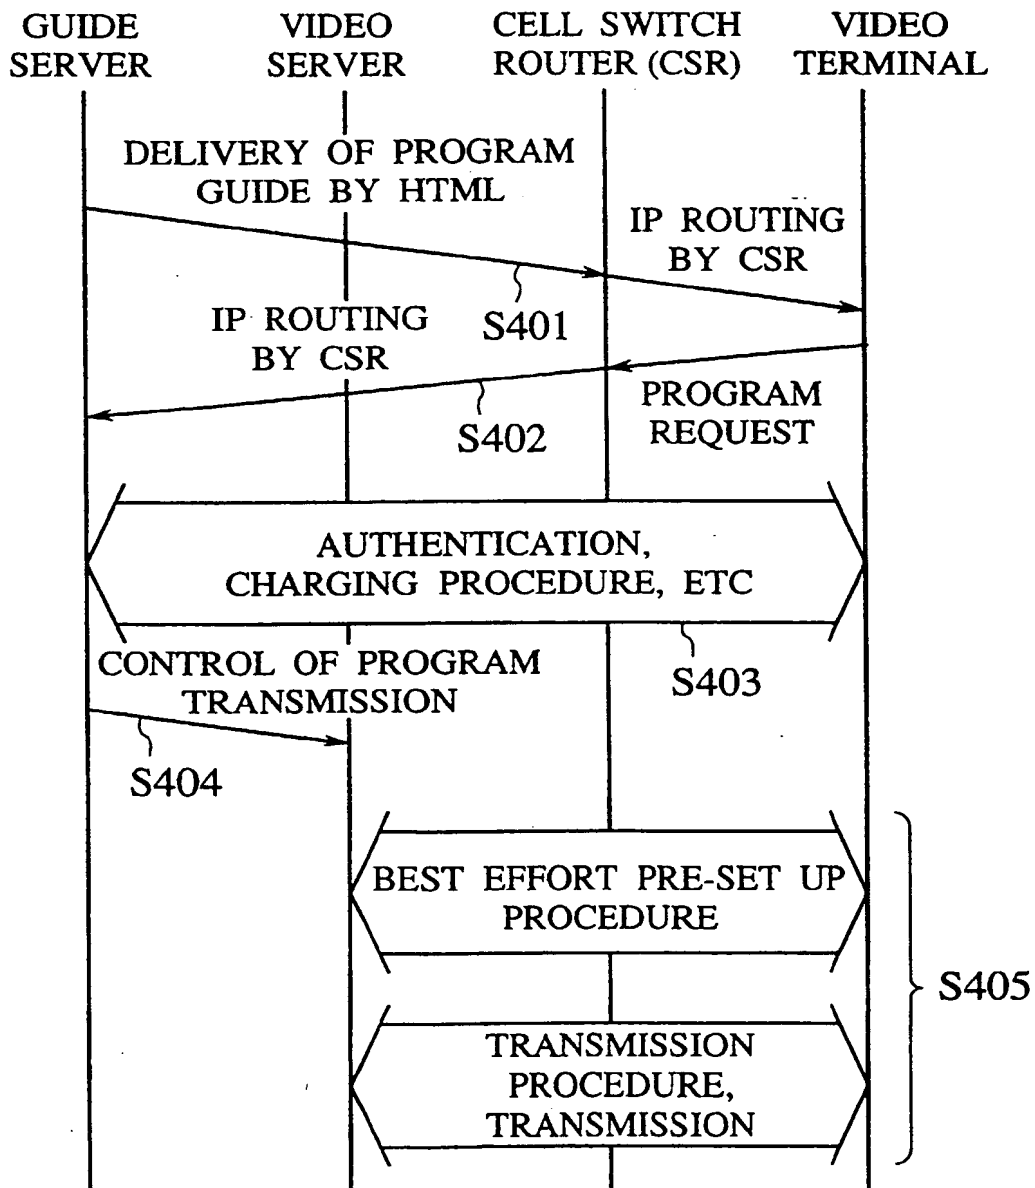 GUIDE
SERVER
VIDEO
SERVER
CELL SWITCH
ROUTER (CSR)
VIDEO
TERMINAL
DELIVERY OF PROGRAM
GUIDE BY HTML
IP ROUTING
BY CSR
S401
IP ROUTING
BY CSR
PROGRAM
REQUEST
S402
AUTHENTICATION,
CHARGING PROCEDURE, ETC
S403
CONTROL OF PROGRAM
TRANSMISSION
S404
BEST EFFORT PRE-SET UP
PROCEDURE
S405
TRANSMISSION
PROCEDURE,
TRANSMISSION